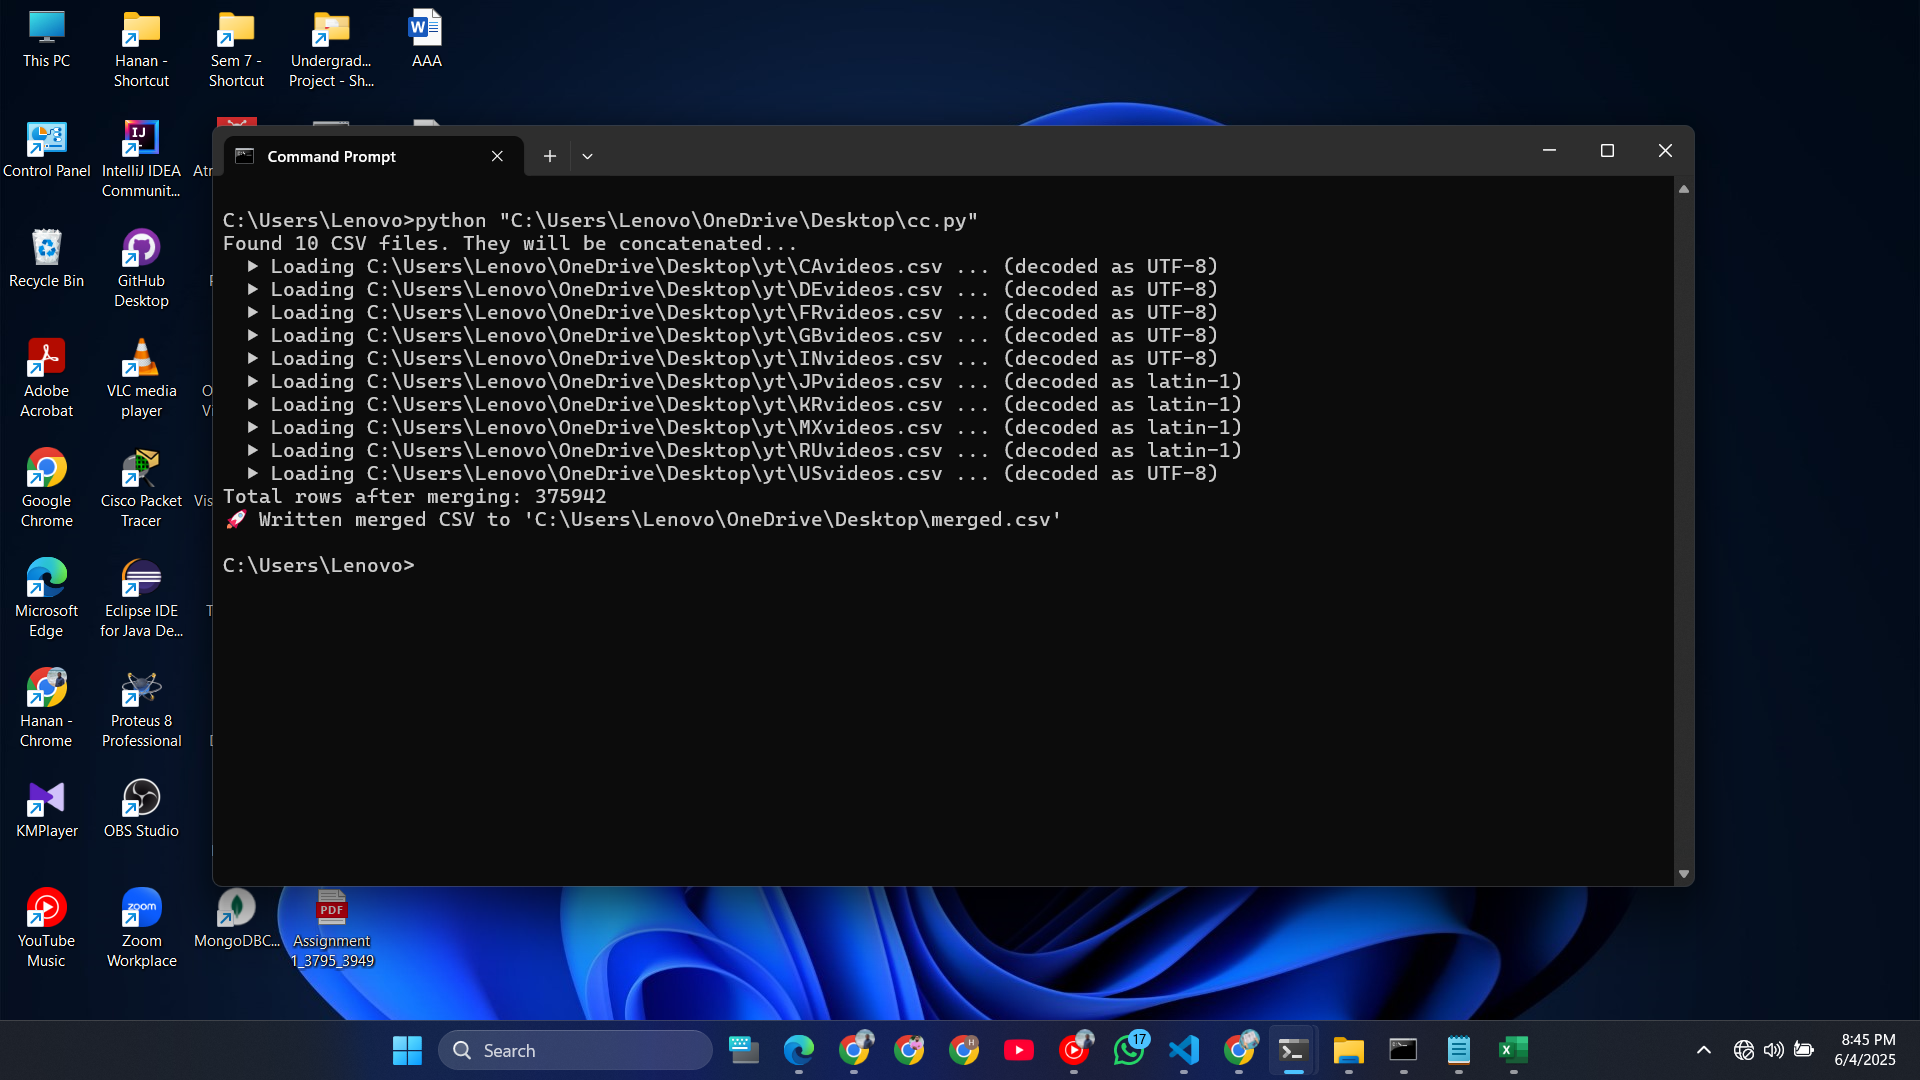 This PC
Hanan -
Shortcut
Sem 7 -
Shortcut
Undergrad...
Project - Sh...
AAA
Control Panel
IntelliJ IDEA
Communit...
Recycle Bin
GitHub
Desktop
Adobe
Acrobat
VLC media
player
Google
Chrome
Cisco Packet
Tracer
Microsoft
Edge
Eclipse IDE
for Java De...
Hanan -
Chrome
Proteus 8
Professional
KMPlayer
OBS Studio
YouTube
Music
Zoom
Workplace
MongoDBC...
PDF
Assignment
1_3795_3949
Command Prompt
C:\Users\Lenovo>python "C:\Users\Lenovo\OneDrive\Desktop\cc.py"
Found 10 CSV files. They will be concatenated...
▶ Loading C:\Users\Lenovo\OneDrive\Desktop\yt\CAvideos.csv ... (decoded as UTF-8)
▶ Loading C:\Users\Lenovo\OneDrive\Desktop\yt\DEvideos.csv ... (decoded as UTF-8)
▶ Loading C:\Users\Lenovo\OneDrive\Desktop\yt\FRvideos.csv ... (decoded as UTF-8)
▶ Loading C:\Users\Lenovo\OneDrive\Desktop\yt\GBvideos.csv ... (decoded as UTF-8)
▶ Loading C:\Users\Lenovo\OneDrive\Desktop\yt\INvideos.csv ... (decoded as UTF-8)
▶ Loading C:\Users\Lenovo\OneDrive\Desktop\yt\JPvideos.csv ... (decoded as latin-1)
▶ Loading C:\Users\Lenovo\OneDrive\Desktop\yt\KRvideos.csv ... (decoded as latin-1)
▶ Loading C:\Users\Lenovo\OneDrive\Desktop\yt\MXvideos.csv ... (decoded as latin-1)
▶ Loading C:\Users\Lenovo\OneDrive\Desktop\yt\RUvideos.csv ... (decoded as latin-1)
▶ Loading C:\Users\Lenovo\OneDrive\Desktop\yt\USvideos.csv ... (decoded as UTF-8)
Total rows after merging: 375942
🚀 Written merged CSV to 'C:\Users\Lenovo\OneDrive\Desktop\merged.csv'
C:\Users\Lenovo>
Search
17
8:45 PM
6/4/2025